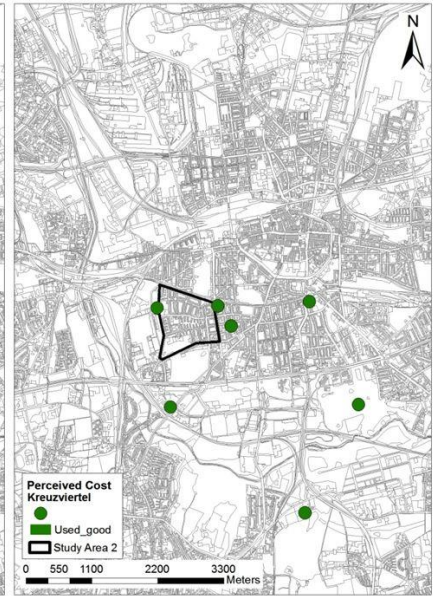 N
Perceived Cost
Kreuzviertel
Used_good
Study Area 2
0 550 1100 2200 3300
Meters